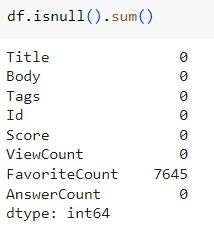 df.isnull().sum()
Title 0
Body 0
Tags 0
Id 0
Score 0
ViewCount 0
FavoriteCount 7645
AnswerCount 0
dtype: int64